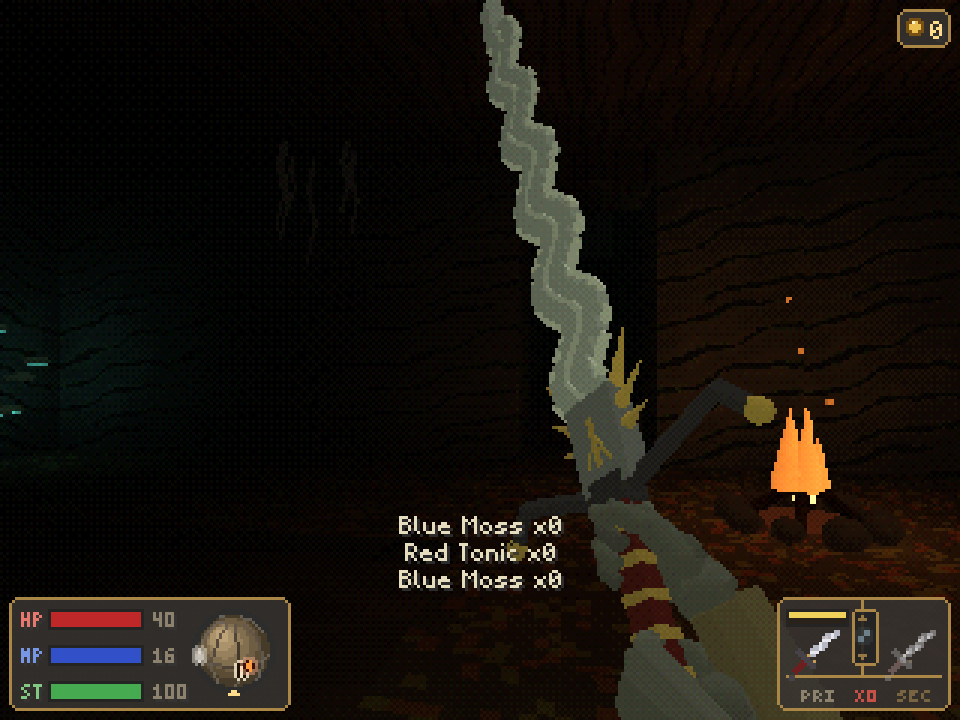 0
Blue Moss x0
Red Tonic x0
Blue Moss x0
HP 40
MP 16
ST 100
PRI X0 SEC